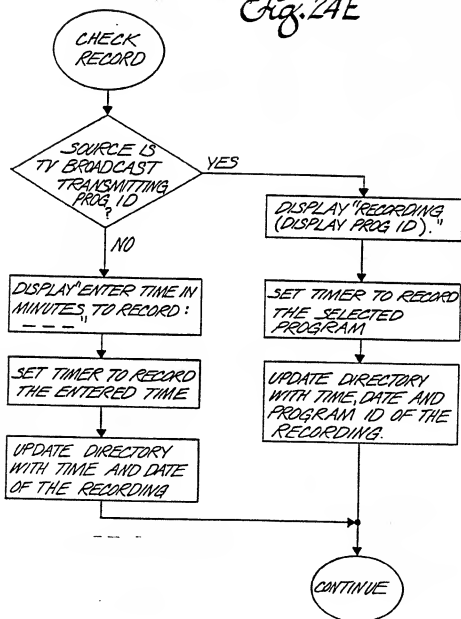 Fig. 24E
CHECK
RECORD
SOURCE IS
TV BROADCAST
TRANSMITTING
PROG ID
?
YES
NO
DISPLAY "ENTER TIME IN
MINUTES, TO RECORD:
_ _ _"
SET TIMER TO RECORD
THE ENTERED TIME
UPDATE DIRECTORY
WITH TIME AND DATE
OF THE RECORDING
DISPLAY "RECORDING
(DISPLAY PROG ID)."
SET TIMER TO RECORD
THE SELECTED
PROGRAM
UPDATE DIRECTORY
WITH TIME, DATE AND
PROGRAM ID OF THE
RECORDING.
CONTINUE